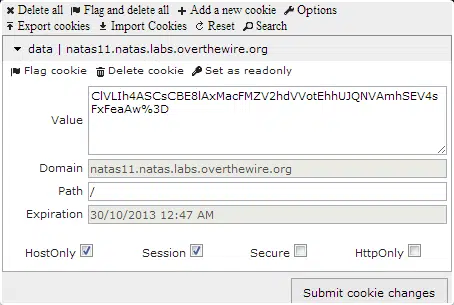 Delete all Flag and delete all Add a new cookie Options
Export Cookies Import Cookies Reset Search
data | natas11.natas.labs.overthewire.org
Flag cookie Delete cookie Set as readonly
Value
ClVLIh4ASCsCBE8lAxMacFMZV2hdVVotEhhUJQNVAmhSEV4s
FxFeaAw%3D
Domain natas11.natas.labs.overthewire.org
Path /
Expiration 30/10/2013 12:47 AM
HostOnly Session Secure HttpOnly
Submit cookie changes